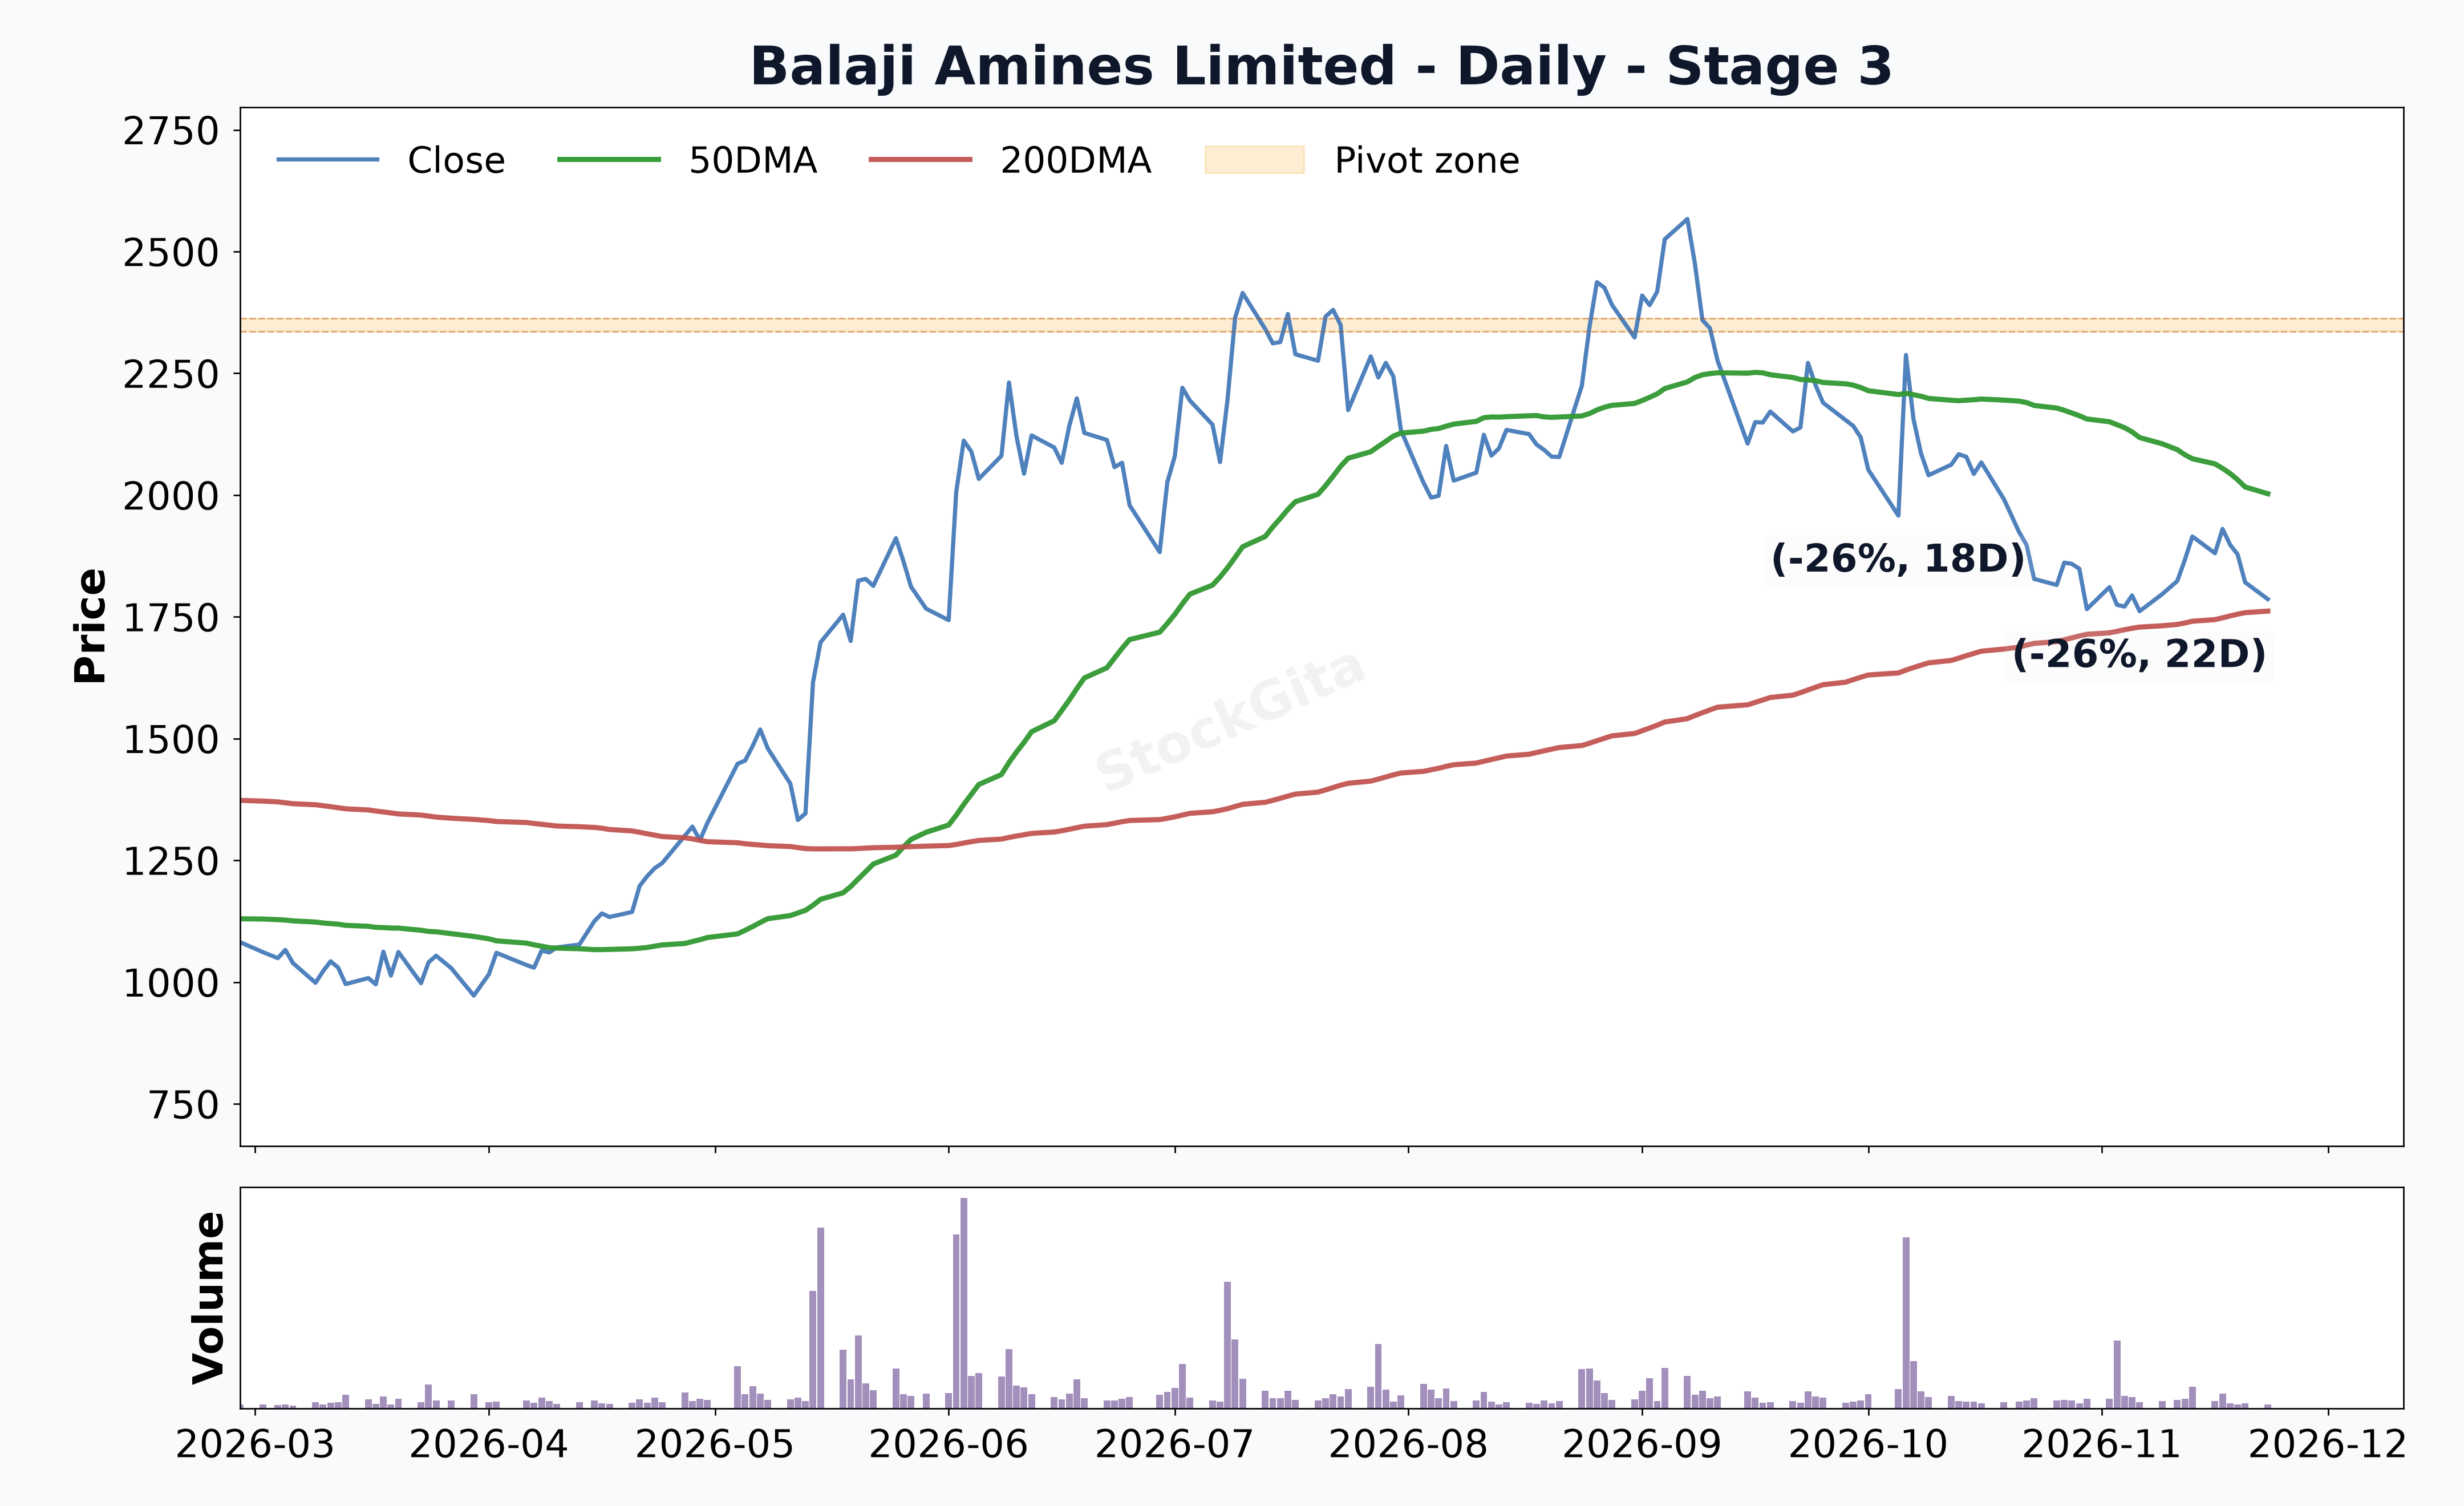 Balaji Amines Limited - Daily - Stage 3
Close 50DMA 200DMA Pivot zone
Price
2750
2500
2250
2000
1750
1500
1250
1000
750
(-26%, 18D)
(-26%, 22D)
StockGita
Volume
2026-03 2026-04 2026-05 2026-06 2026-07 2026-08 2026-09 2026-10 2026-11 2026-12